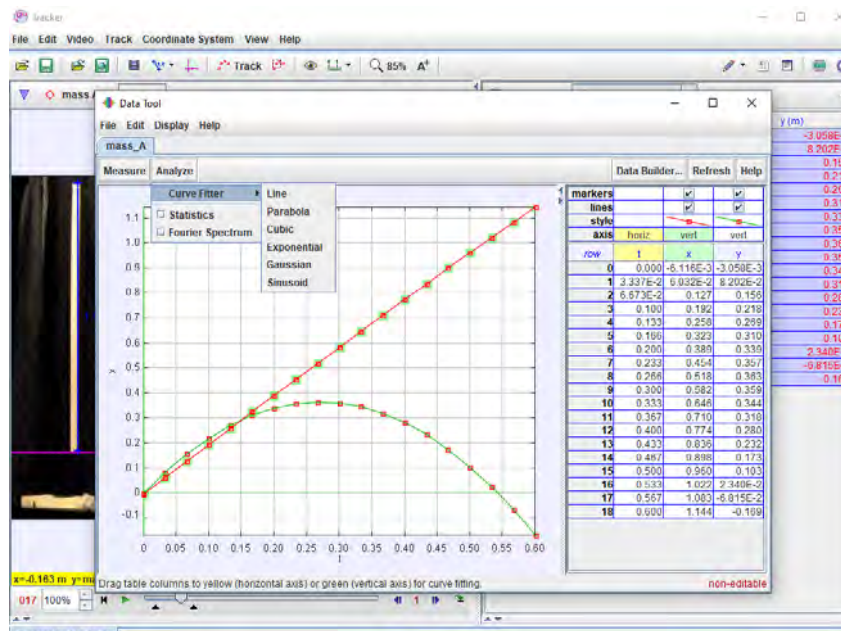 Tracker
File Edit Video Track Coordinate System View Help
Track 85% A+
mass A
Data Tool
File Edit Display Help
mass_A
Measure Analyze Data Builder... Refresh Help
Curve Fitter
Statistics
Fourier Spectrum
Line
Parabola
Cubic
Exponential
Gaussian
Sinusoid
1.1
1.0
0.9
0.8
0.7
0.6
0.5
0.4
0.3
0.2
0.1
0
-0.1
x
0 0.05 0.10 0.15 0.20 0.25 0.30 0.35 0.40 0.45 0.50 0.55 0.60
t
markers
lines
style
axis horiz vert vert
row t x y
0 0.000 -6.116E-3 -3.058E-3
1 3.337E-2 6.032E-2 8.202E-2
2 6.673E-2 0.127 0.156
3 0.100 0.192 0.218
4 0.133 0.258 0.269
5 0.166 0.323 0.310
6 0.200 0.389 0.339
7 0.233 0.454 0.357
8 0.266 0.518 0.363
9 0.300 0.582 0.359
10 0.333 0.646 0.344
11 0.367 0.710 0.318
12 0.400 0.774 0.280
13 0.433 0.836 0.232
14 0.467 0.898 0.173
15 0.500 0.960 0.103
16 0.533 1.022 2.340E-2
17 0.567 1.083 -6.815E-2
18 0.600 1.144 -0.169
y (m)
-3.058E
8.202E
2.340E
-6.815E
Drag table columns to yellow (horizontal axis) or green (vertical axis) for curve fitting.
non-editable
x=-0.163 m
017 100% 1